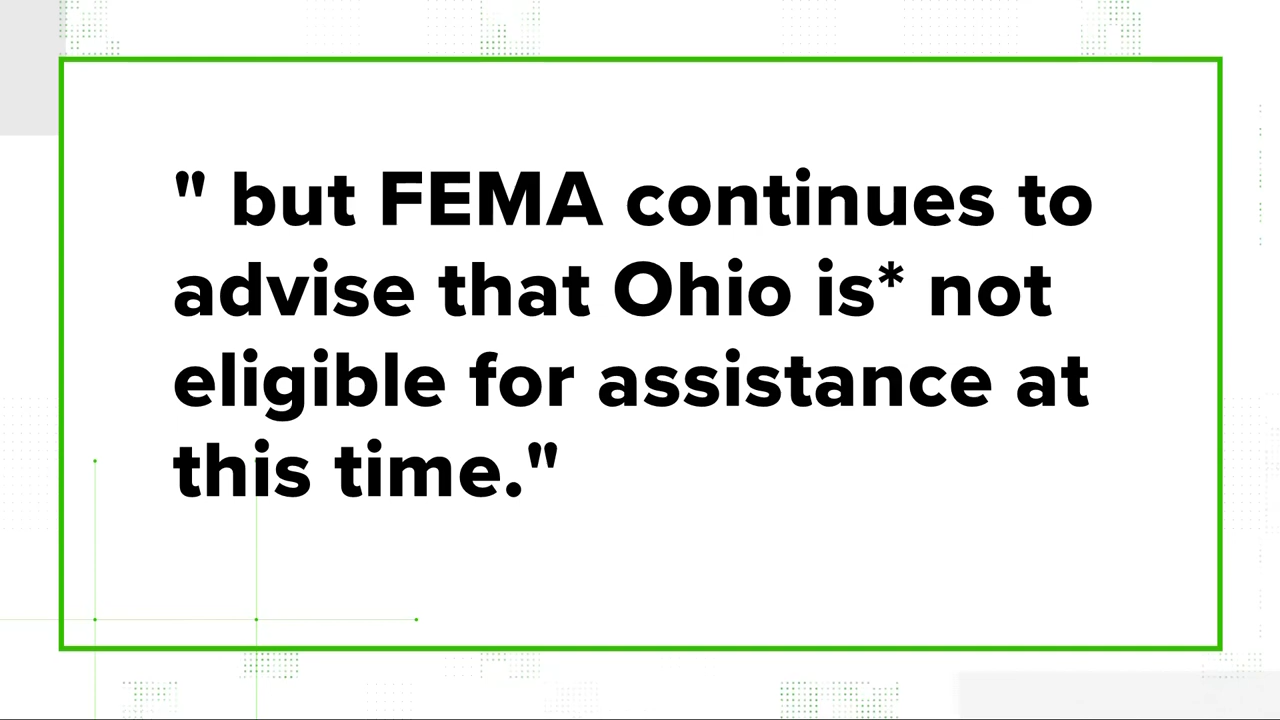 " but FEMA continues to
advise that Ohio is* not
eligible for assistance at
this time."